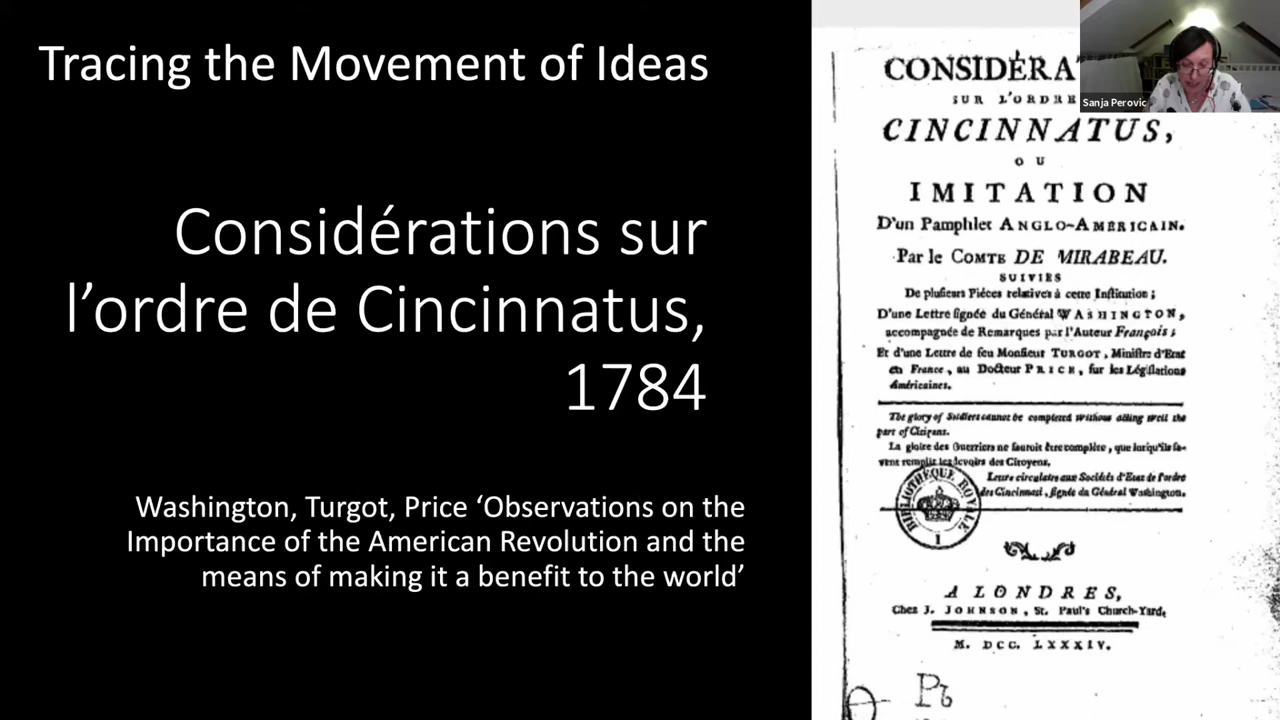 Tracing the Movement of Ideas
Considérations sur
l’ordre de Cincinnatus,
1784
Washington, Turgot, Price ‘Observations on the
Importance of the American Revolution and the
means of making it a benefit to the world’
CONSIDÉRA
SUR L'ORDRE
CINCINNATUS,
OU
IMITATION
D'un Pamphlet ANGLO-AMÉRICAIN.
Par le COMTE DE MIRABEAU.
SUIVIES
De plusieurs Piéces relatives à cette Institution;
D'une Lettre signée du Général WASHINGTON,
accompagnée de Remarques par l'Auteur François;
Et d'une Lettre de feu Monsieur TURGOT, Ministre d'Etat
en France, au Docteur PRICE, sur les Législations
Américaines.
The glory of Soldiers cannot be completed without acting well the
part of Citizens.
La gloire des Guerriers ne sauroit être complète, que lorsqu'ils sa-
vent remplir les devoirs des Citoyens,
Lettre circulaire aux Sociétés d'Etat de l'ordre
des Cincinnati, signée du Général Washington.
BIBLIOTHÉQUE ROYALE
1
A LONDRES,
Chez J. JOHNSON, St. Paul's Church-Yard,
M. DCC. LXXXIV.
Sanja Perovic